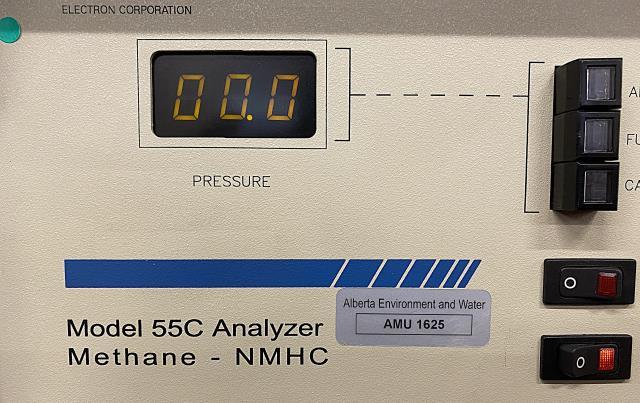 ELECTRON CORPORATION
00.0
PRESSURE
Alberta Environment and Water
AMU 1625
Model 55C Analyzer
Methane - NMHC